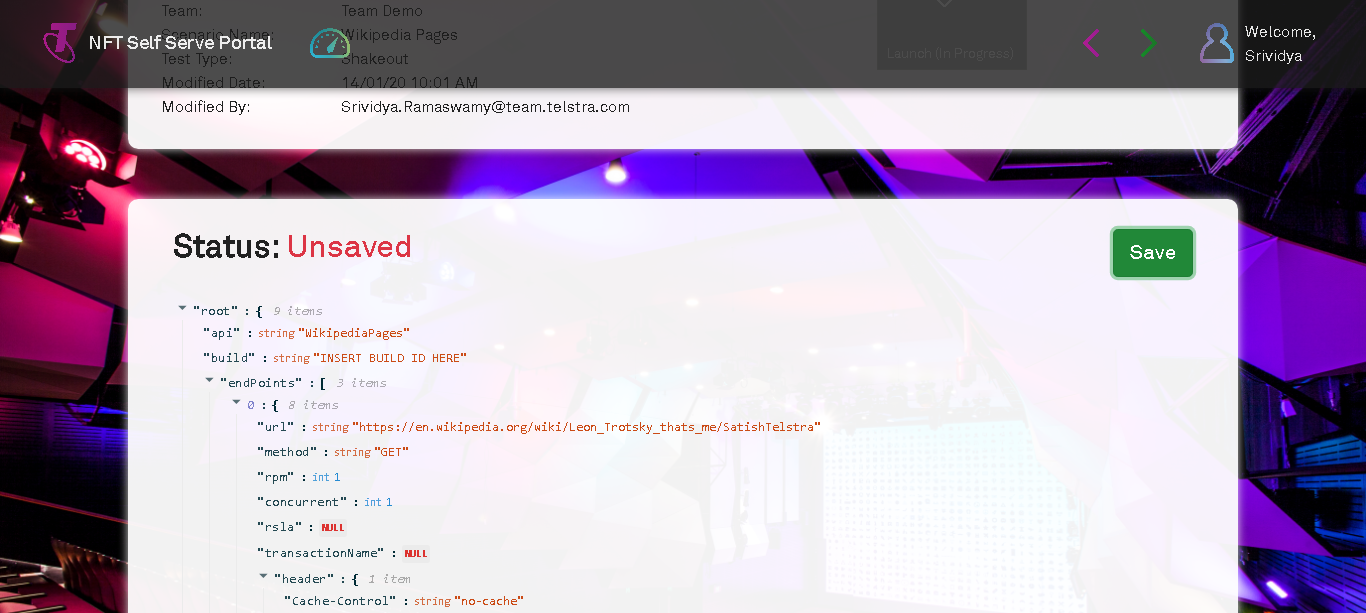 Team: Team Demo
Scenario Name: Wikipedia Pages
NFT Self Serve Portal
Test Type: Shakeout
Modified Date: 14/01/20 10:01 AM
Launch (In Progress)
Welcome,
Srividya
Modified By: Srividya.Ramaswamy@team.telstra.com
Status: Unsaved
Save
"root" : { 9 items
"api" : string "WikipediaPages"
"build" : string "INSERT BUILD ID HERE"
"endPoints" : [ 3 items
0 : { 8 items
"url" : string "https://en.wikipedia.org/wiki/Leon_Trotsky_thats_me/SatishTelstra"
"method" : string "GET"
"rpm" : int 1
"concurrent" : int 1
"rsla" : NULL
"transactionName" : NULL
"header" : { 1 item
"Cache-Control" : string "no-cache"